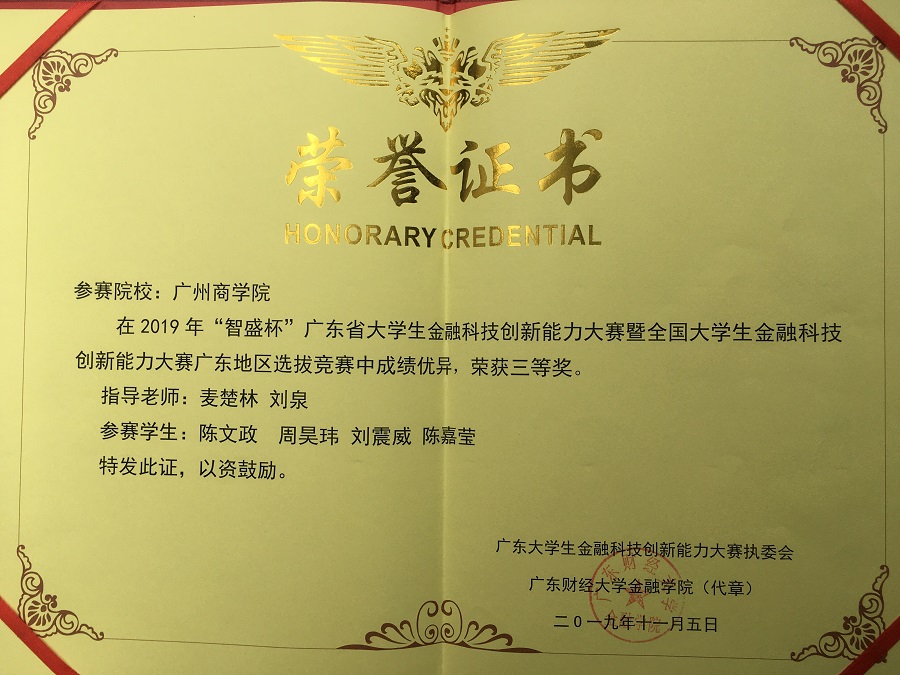 荣誉证书
HONORARY CREDENTIAL
参赛院校：广州商学院
在 2019 年“智盛杯”广东省大学生金融科技创新能力大赛暨全国大学生金融科技
创新能力大赛广东地区选拔竞赛中成绩优异，荣获三等奖。
指导老师：麦楚林 刘泉
参赛学生：陈文政 周昊玮 刘震威 陈嘉莹
特发此证，以资鼓励。
广东大学生金融科技创新能力大赛执委会
广东财经大学金融学院（代章）
二0一九年十一月五日